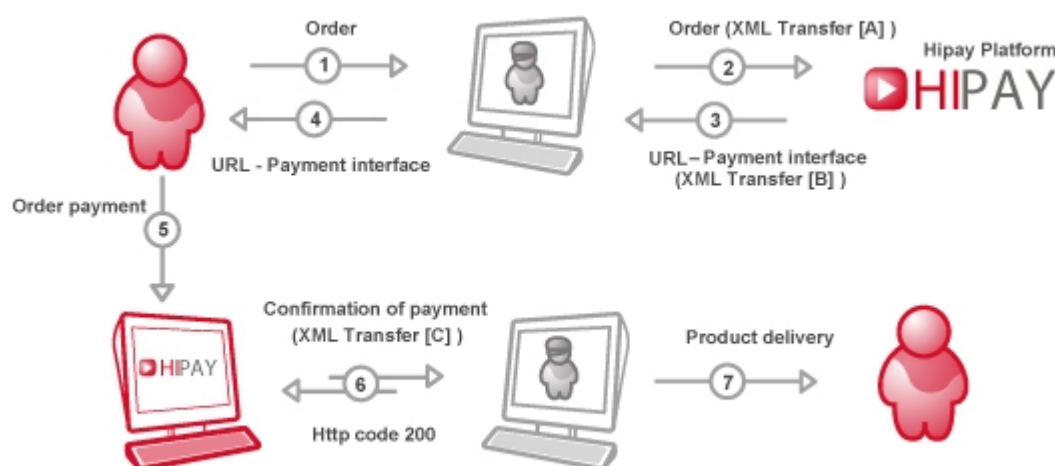 Order
1
Order (XML Transfer [A] )
2
Hipay Platform
HIPAY
4
URL - Payment interface
3
URL– Payment interface
(XML Transfer [B] )
Order payment
5
HIPAY
Confirmation of payment
(XML Transfer [C] )
6
Http code 200
Product delivery
7